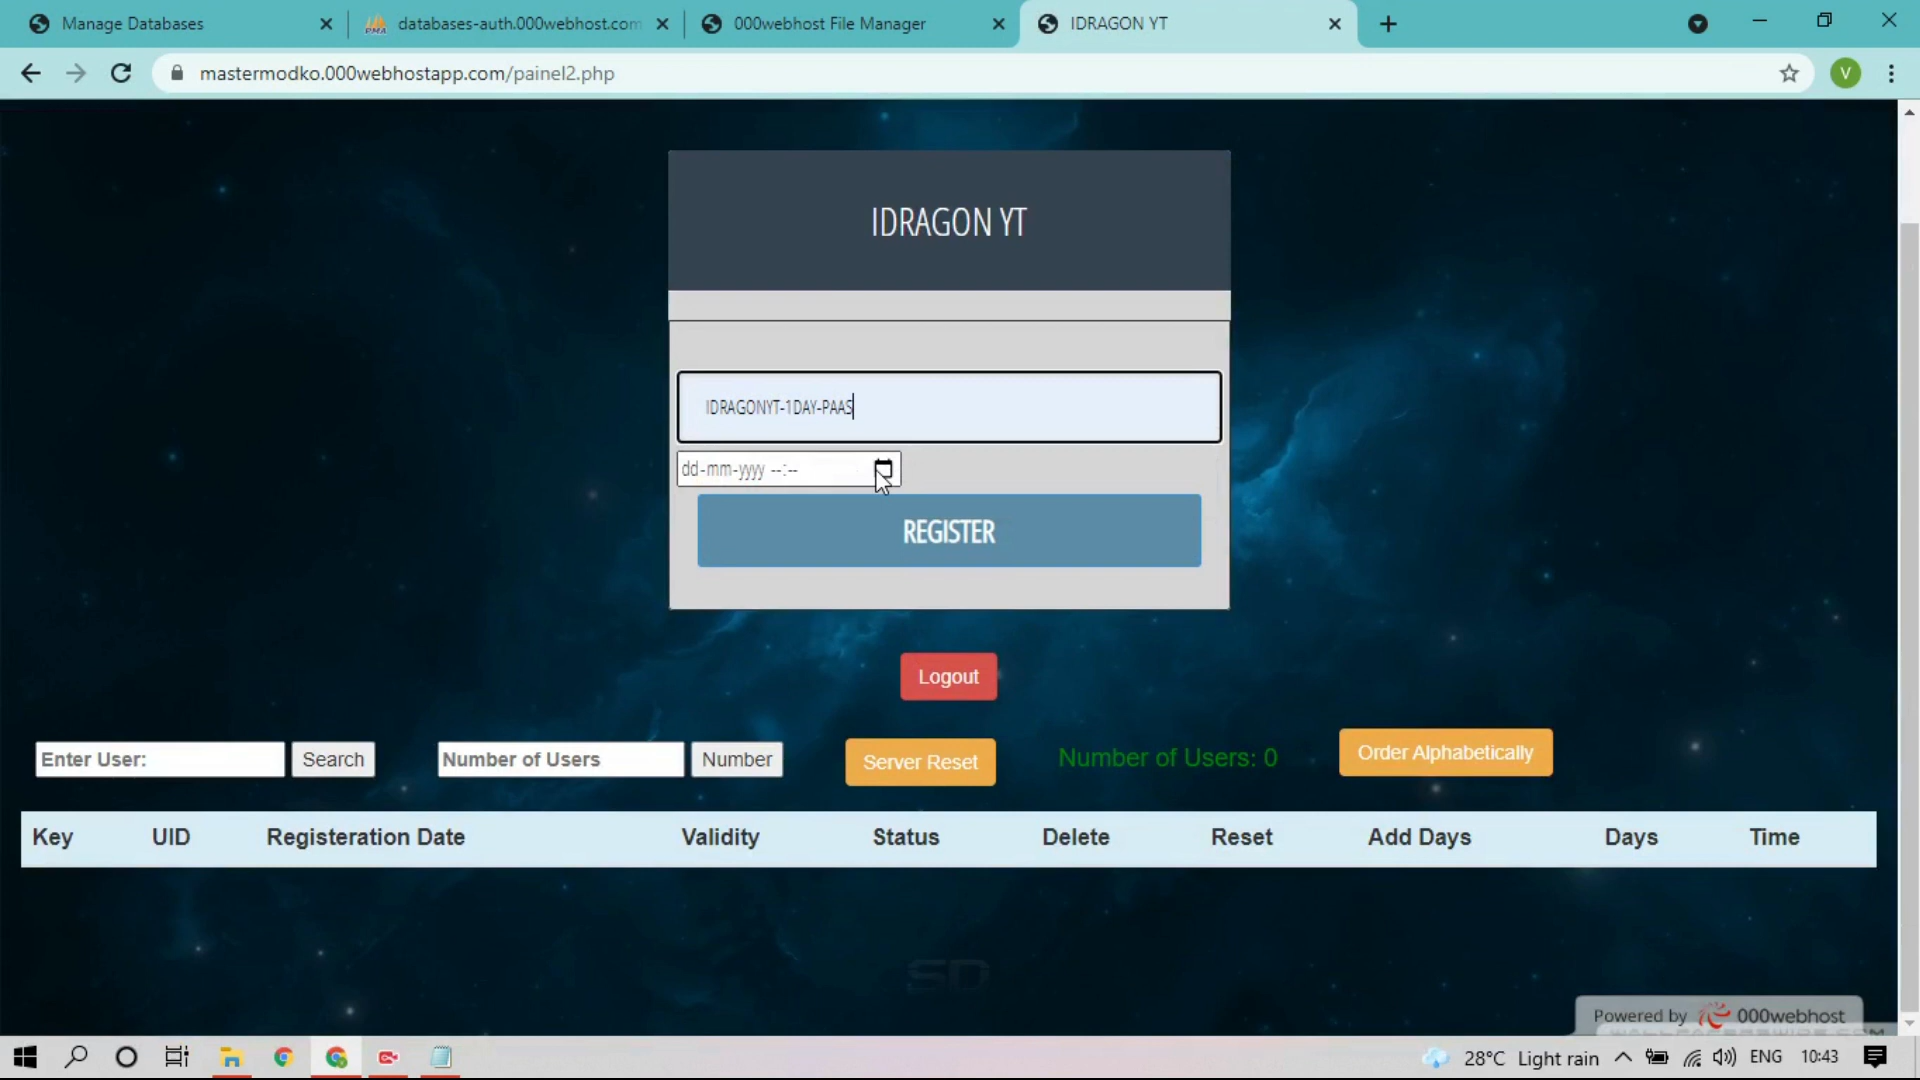 Manage Databases
databases-auth.000webhost.com
000webhost File Manager
IDRAGON YT
mastermodko.000webhostapp.com/painel2.php
V
IDRAGON YT
IDRAGONYT-1DAY-PAAS
dd-mm-yyyy --:--
REGISTER
Logout
Enter User: Search Number of Users Number Server Reset Number of Users: 0 Order Alphabetically
Key UID Registeration Date Validity Status Delete Reset Add Days Days Time
SD
Powered by 000webhost
28°C Light rain ENG 10:43